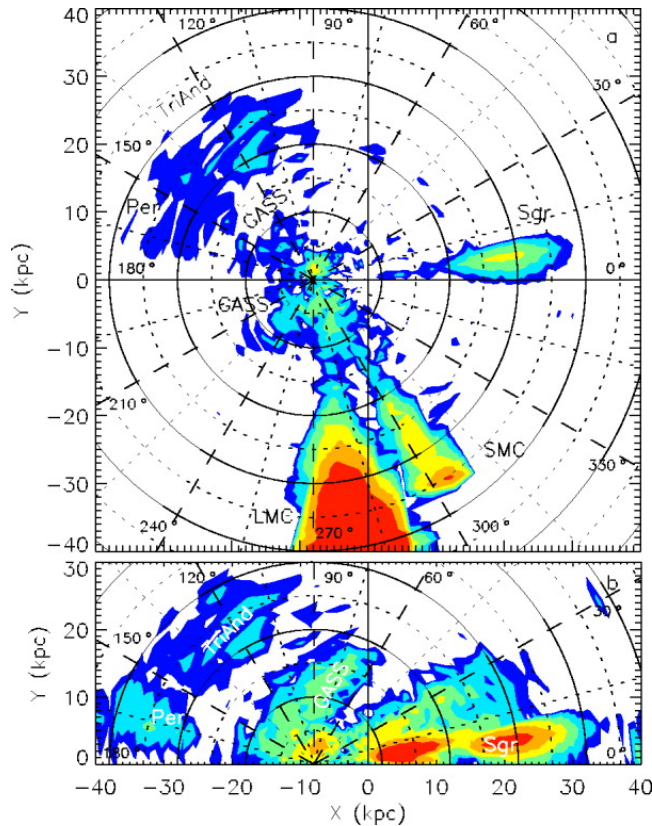 40
30
20
10
0
-10
-20
-30
-40
Y (kpc)
120° 90° 60° a
TriAnd
30°
150°
Per
GASS
Sgr
180° 0°
GASS
210°
330°
SMC
LMC
240° 270° 300°
30
20
10
0
Y (kpc)
120° 90° 60° b
30°
150° TriAnd
GASS
Per
Sgr
180° 0°
-40 -30 -20 -10 0 10 20 30 40
X (kpc)